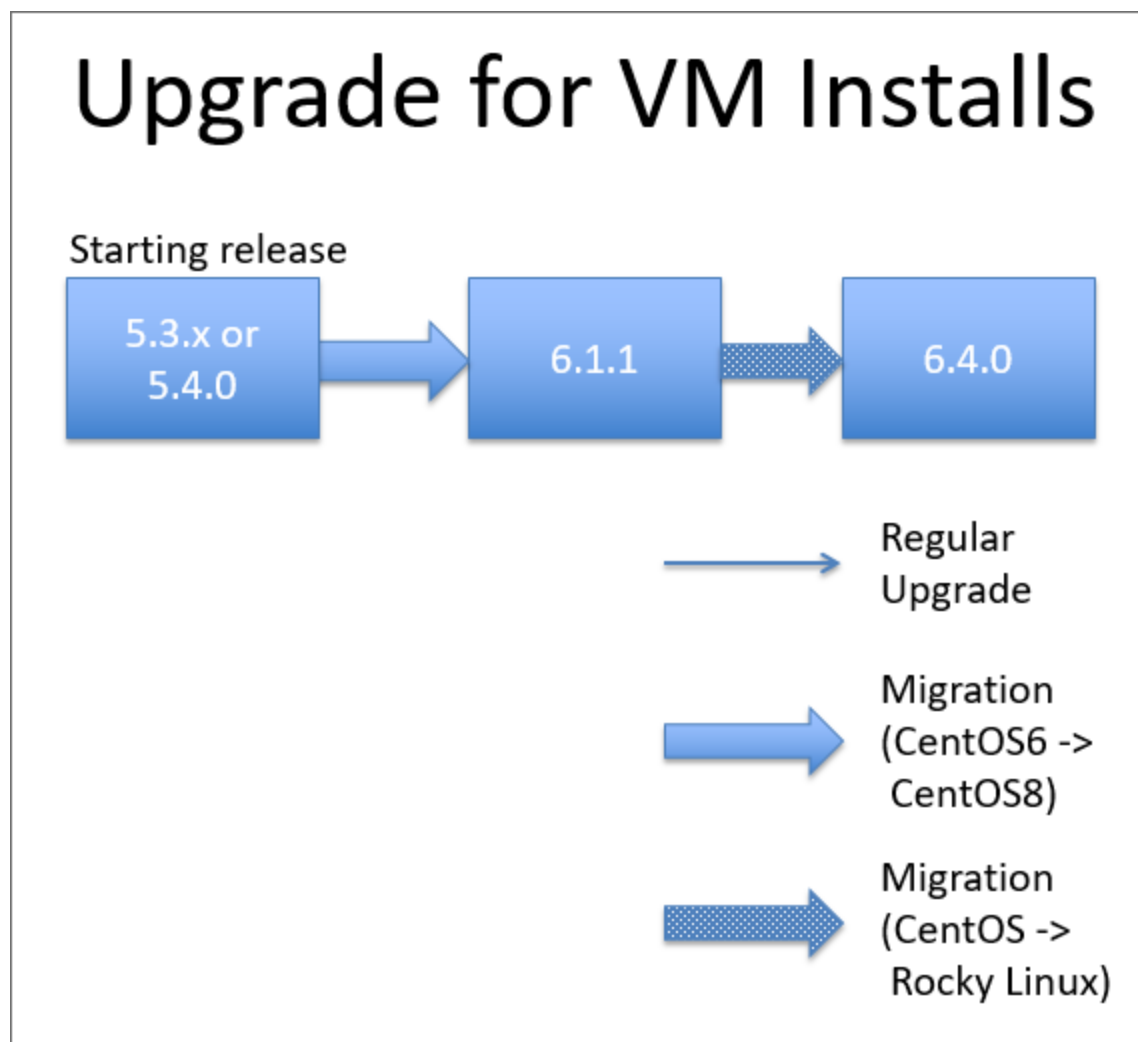 Upgrade for VM Installs
Starting release
5.3.x or
5.4.0
6.1.1
6.4.0
Regular
Upgrade
Migration
(CentOS6 ->
CentOS8)
Migration
(CentOS ->
Rocky Linux)